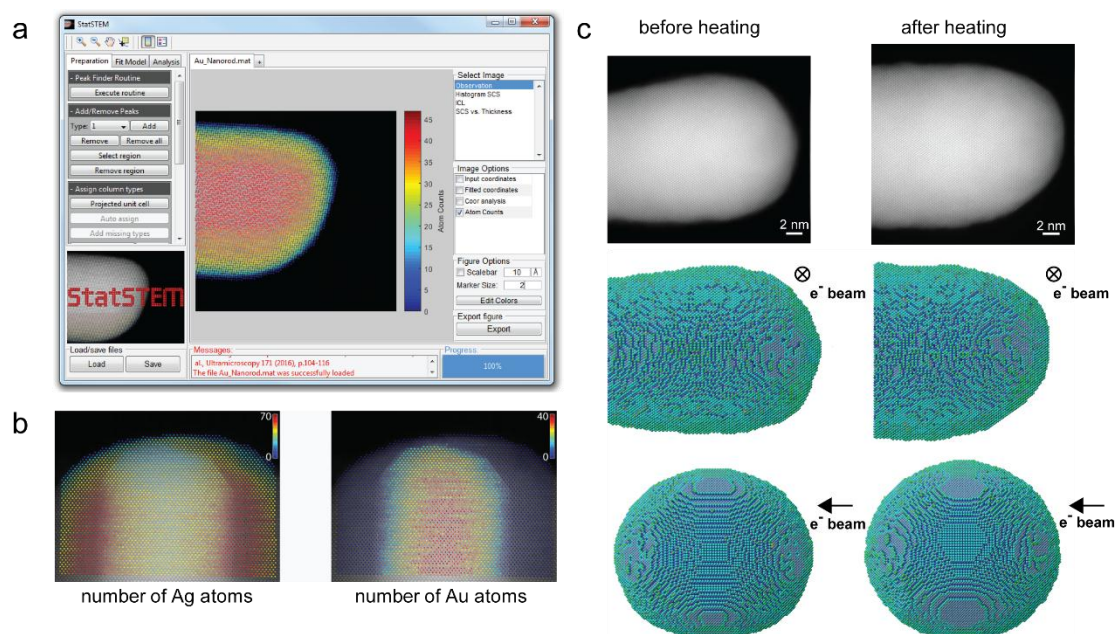 a
StatSTEM
Preparation Fit Model Analysis
Au_Nanorod.mat +
- Peak Finder Routine
Execute routine
- Add/Remove Peaks
Type: 1 Add
Remove Remove all
Select region
Remove region
- Assign column types
Projected unit cell
Auto assign
Add missing types
StatSTEM
Load/save files
Load Save
45
40
35
30
25
20
15
10
5
0
Atom Counts
Select Image
Observation
Histogram SCS
ICL
SCS vs. Thickness
Image Options
Input coordinates
Fitted coordinates
Coor analysis
Atom Counts
Figure Options
Scalebar 10 Å
Marker Size: 2
Edit Colors
Export figure
Export
Messages:
al., Ultramicroscopy 171 (2016), p.104-116
The file Au_Nanorod.mat was successfully loaded
Progress:
100%
b
70
0
number of Ag atoms
40
0
number of Au atoms
c
before heating after heating
2 nm 2 nm
e⁻ beam e⁻ beam
e⁻ beam e⁻ beam